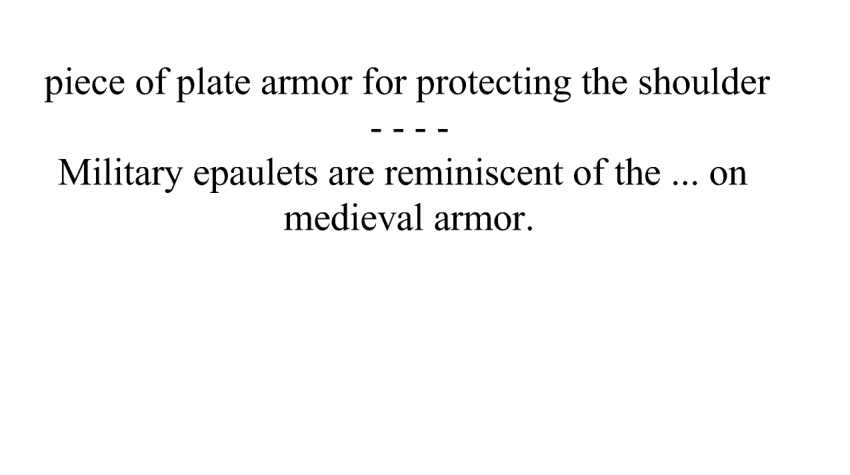 piece of plate armor for protecting the shoulder
- - - -
Military epaulets are reminiscent of the ... on
medieval armor.